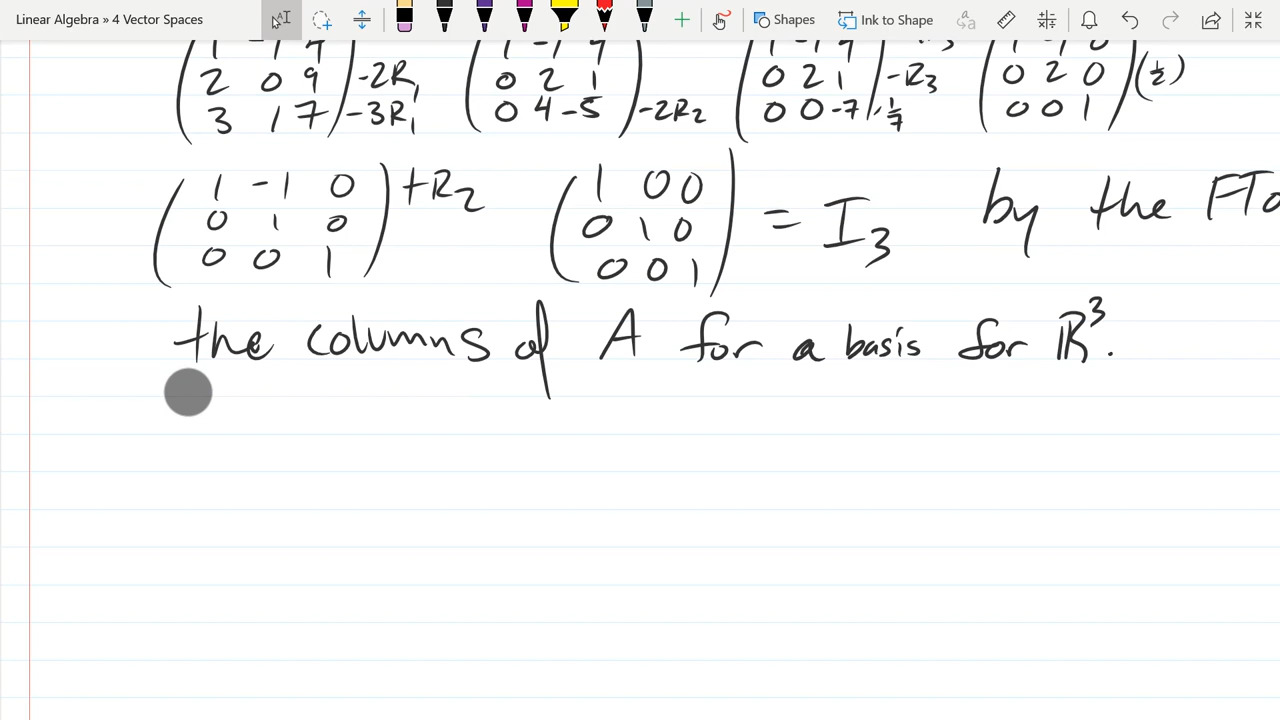 Linear Algebra » 4 Vector Spaces
Shapes
Ink to Shape
2 0 9 -2R₁ 0 2 1 0 2 1 -R₃ 0 2 0 (½)
3 1 7 -3R₁ 0 4 -5 -2R₂ 0 0 -7 · 1/7 0 0 1
1 -1 0 +R₂ 1 0 0
0 1 0 0 1 0 = I₃ by the FTo
0 0 1 0 0 1
the columns of A for a basis for ℝ³.